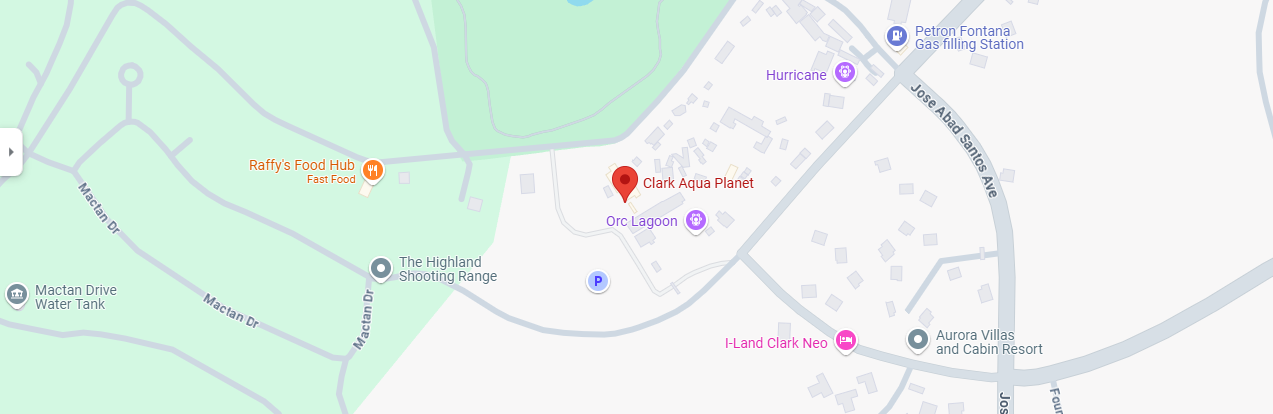 Petron Fontana
Gas filling Station
Hurricane
Jose Abad Santos Ave
Raffy's Food Hub
Fast Food
Clark Aqua Planet
Mactan Dr
Orc Lagoon
The Highland
Shooting Range
P
Mactan Drive
Water Tank
Mactan Dr
Mactan Dr
I-Land Clark Neo
Aurora Villas
and Cabin Resort
Jos
Four